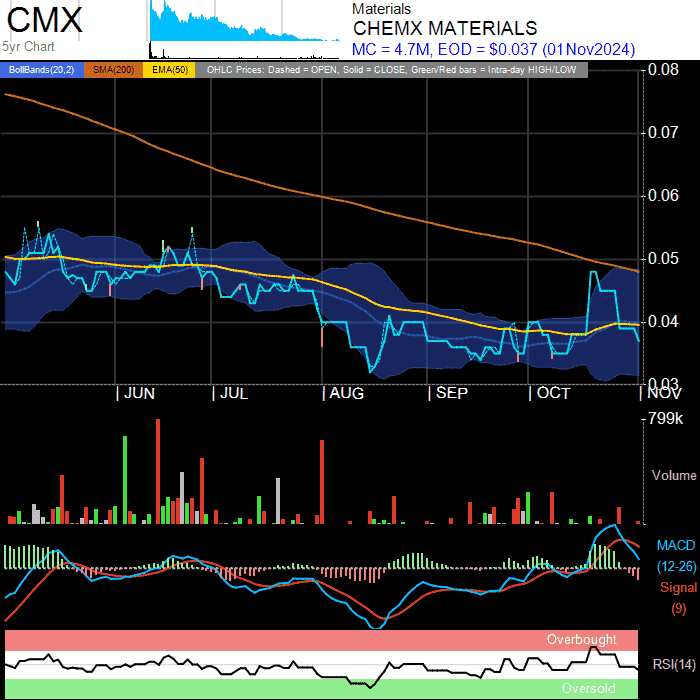 CMX
5yr Chart
Materials
CHEMX MATERIALS
MC = 4.7M, EOD = $0.037 (01Nov2024)
BollBands(20,2) SMA(200) EMA(50) OHLC Prices: Dashed = OPEN, Solid = CLOSE, Green/Red bars = Intra-day HIGH/LOW
0.08
0.07
0.06
0.05
0.04
0.03
JUN JUL AUG SEP OCT NOV
799k
Volume
MACD
(12-26)
Signal
(9)
Overbought
RSI(14)
Oversold